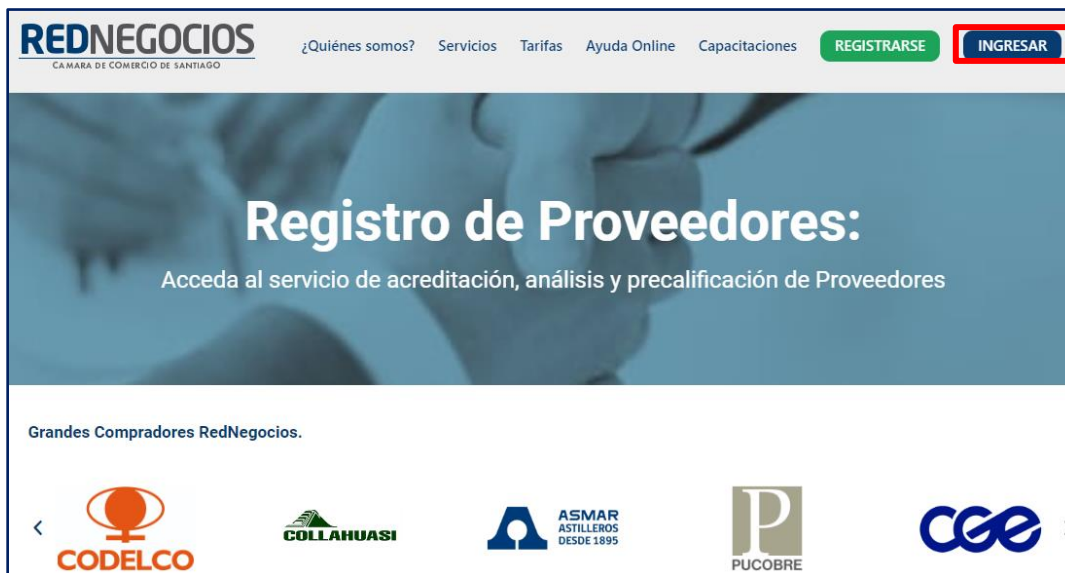 REDNEGOCIOS
CAMARA DE COMERCIO DE SANTIAGO
¿Quiénes somos? Servicios Tarifas Ayuda Online Capacitaciones REGISTRARSE INGRESAR
Registro de Proveedores:
Acceda al servicio de acreditación, análisis y precalificación de Proveedores
Grandes Compradores RedNegocios.
CODELCO
COLLAHUASI
ASMAR
ASTILLEROS
DESDE 1895
P
PUCOBRE
CGE